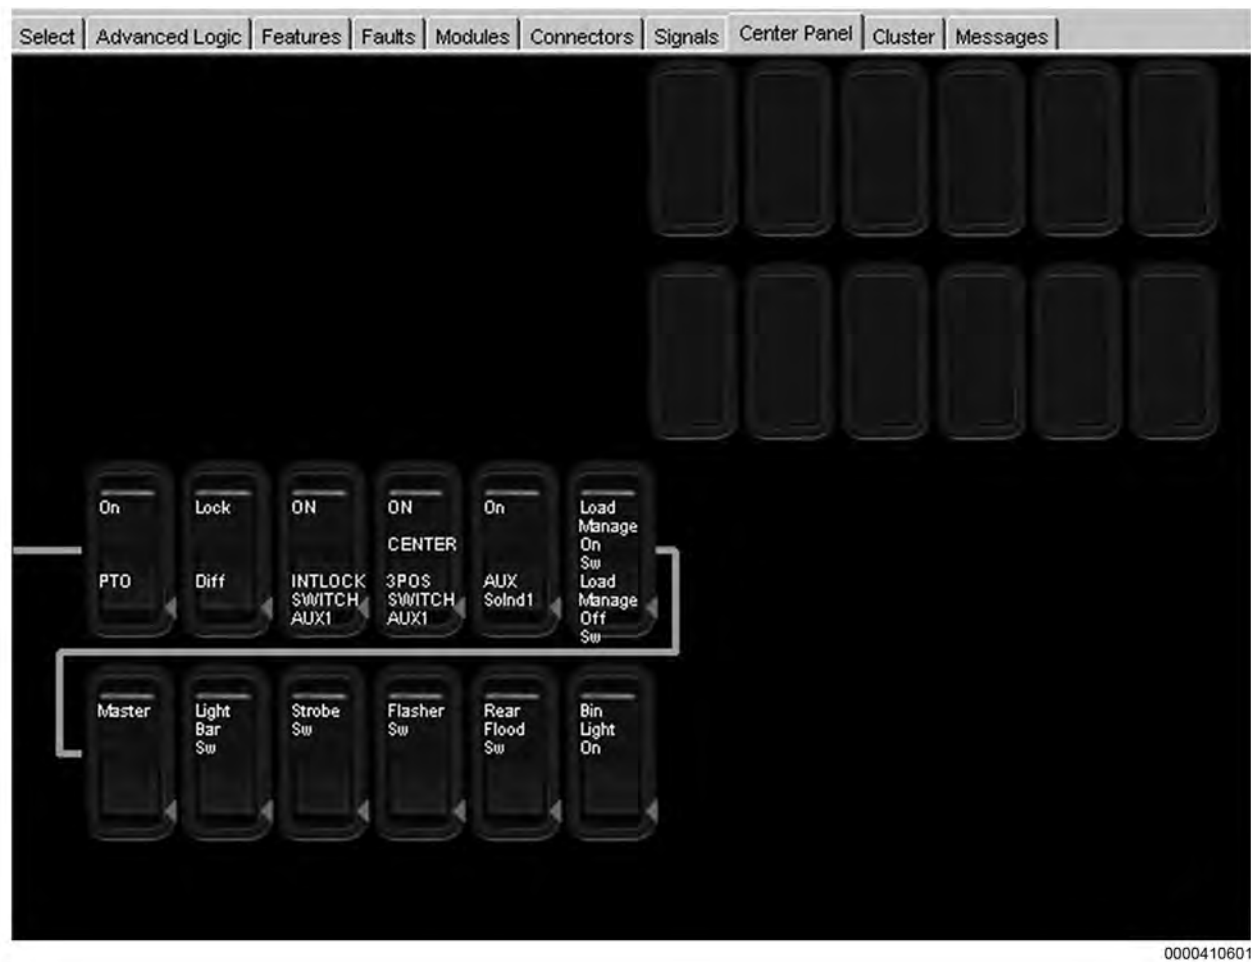 Select Advanced Logic Features Faults Modules Connectors Signals Center Panel Cluster Messages
On
PTO
Lock
Diff
ON
INTLOCK
SWITCH
AUX1
ON
CENTER
3POS
SWITCH
AUX1
On
AUX
Solnd1
Load
Manage
On
Sw
Load
Manage
Off
Sw
Master
Light
Bar
Sw
Strobe
Sw
Flasher
Sw
Rear
Flood
Sw
Bin
Light
On
0000410601